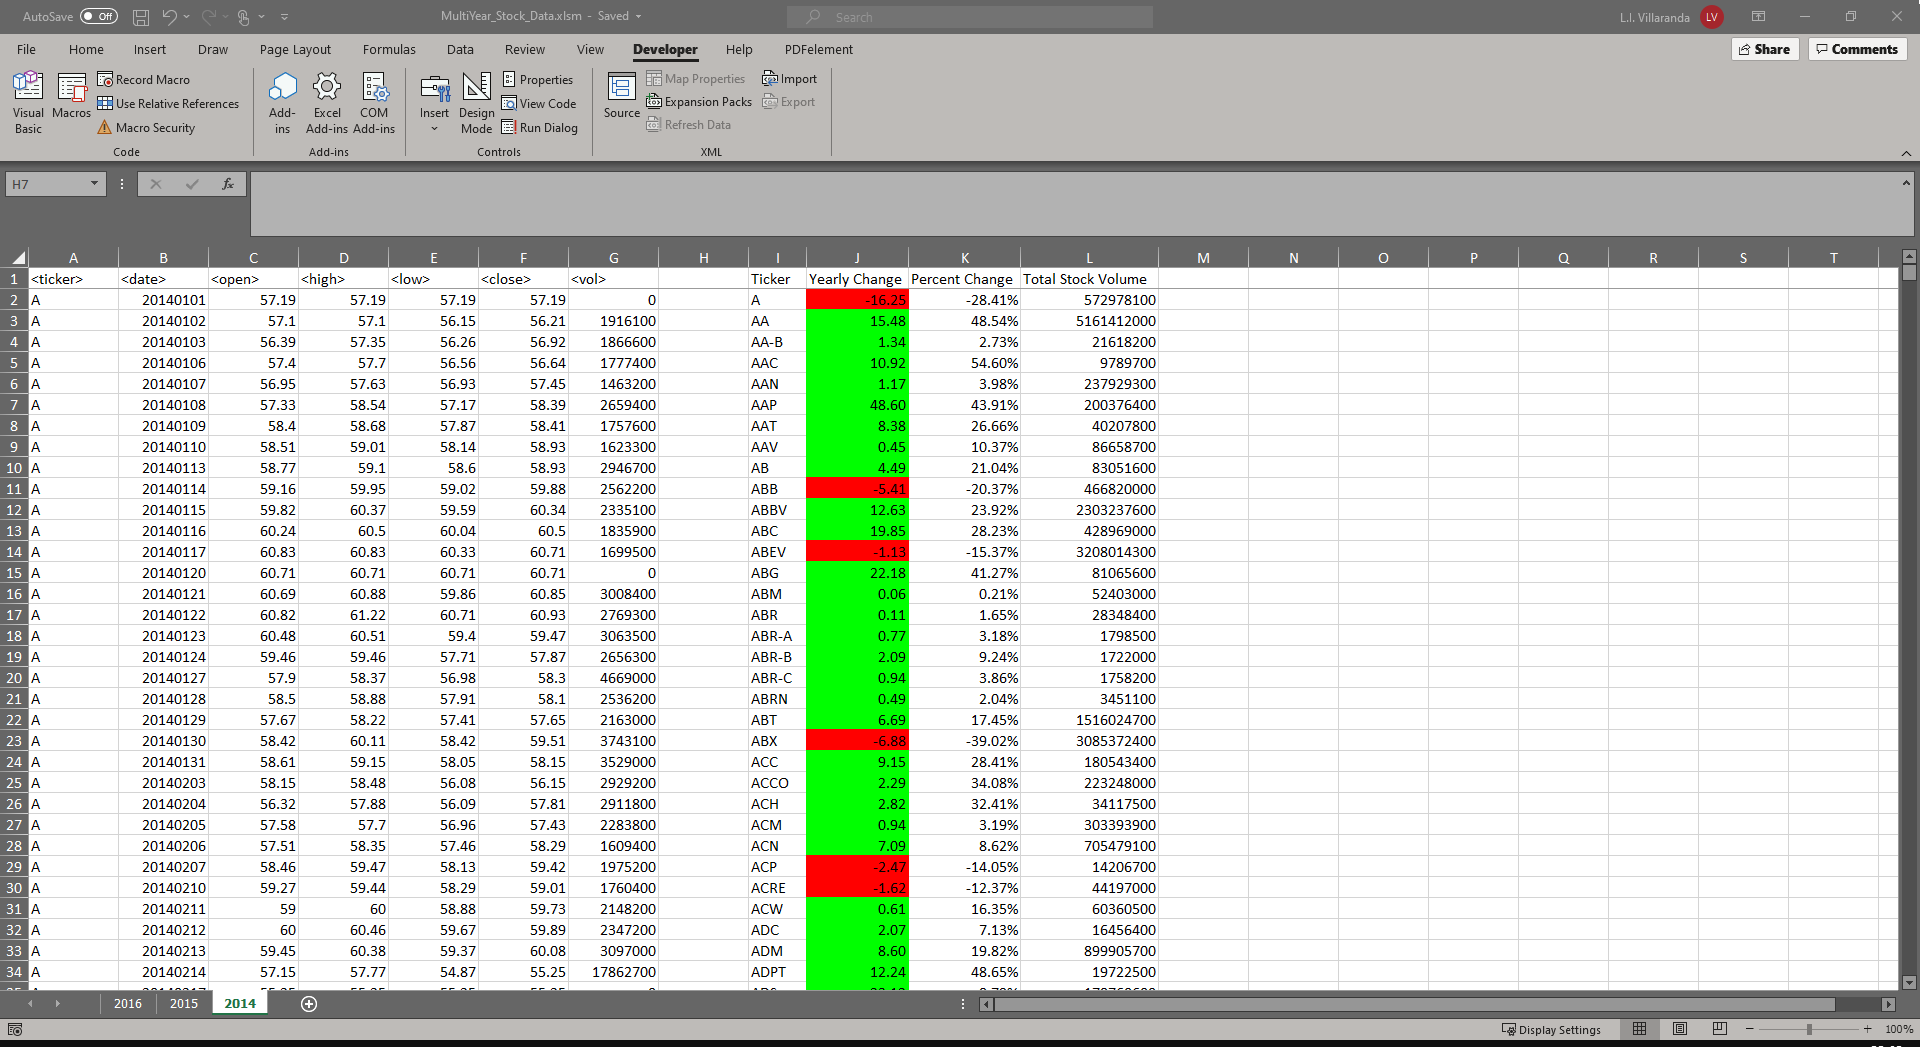 AutoSave Off MultiYear_Stock_Data.xlsm - Saved Search L.I. Villaranda LV
File Home Insert Draw Page Layout Formulas Data Review View Developer Help PDFelement Share Comments
Visual Basic Macros Record Macro Use Relative References Macro Security
Add-ins Excel Add-ins COM Add-ins
Insert Design Mode Properties View Code Run Dialog
Source Map Properties Expansion Packs Refresh Data Import Export
Code Add-ins Controls XML
H7 fx
A B C D E F G H I J K L M N O P Q R S T
1 <ticker> <date> <open> <high> <low> <close> <vol> Ticker Yearly Change Percent Change Total Stock Volume
2 A 20140101 57.19 57.19 57.19 57.19 0 A -16.25 -28.41% 572978100
3 A 20140102 57.1 57.1 56.15 56.21 1916100 AA 15.48 48.54% 5161412000
4 A 20140103 56.39 57.35 56.26 56.92 1866600 AA-B 1.34 2.73% 21618200
5 A 20140106 57.4 57.7 56.56 56.64 1777400 AAC 10.92 54.60% 9789700
6 A 20140107 56.95 57.63 56.93 57.45 1463200 AAN 1.17 3.98% 237929300
7 A 20140108 57.33 58.54 57.17 58.39 2659400 AAP 48.60 43.91% 200376400
8 A 20140109 58.4 58.68 57.87 58.41 1757600 AAT 8.38 26.66% 40207800
9 A 20140110 58.51 59.01 58.14 58.93 1623300 AAV 0.45 10.37% 86658700
10 A 20140113 58.77 59.1 58.6 58.93 2946700 AB 4.49 21.04% 83051600
11 A 20140114 59.16 59.95 59.02 59.88 2562200 ABB -5.41 -20.37% 466820000
12 A 20140115 59.82 60.37 59.59 60.34 2335100 ABBV 12.63 23.92% 2303237600
13 A 20140116 60.24 60.5 60.04 60.5 1835900 ABC 19.85 28.23% 428969000
14 A 20140117 60.83 60.83 60.33 60.71 1699500 ABEV -1.13 -15.37% 3208014300
15 A 20140120 60.71 60.71 60.71 60.71 0 ABG 22.18 41.27% 81065600
16 A 20140121 60.69 60.88 59.86 60.85 3008400 ABM 0.06 0.21% 52403000
17 A 20140122 60.82 61.22 60.71 60.93 2769300 ABR 0.11 1.65% 28348400
18 A 20140123 60.48 60.51 59.4 59.47 3063500 ABR-A 0.77 3.18% 1798500
19 A 20140124 59.46 59.46 57.71 57.87 2656300 ABR-B 2.09 9.24% 1722000
20 A 20140127 57.9 58.37 56.98 58.3 4669000 ABR-C 0.94 3.86% 1758200
21 A 20140128 58.5 58.88 57.91 58.1 2536200 ABRN 0.49 2.04% 3451100
22 A 20140129 57.67 58.22 57.41 57.65 2163000 ABT 6.69 17.45% 1516024700
23 A 20140130 58.42 60.11 58.42 59.51 3743100 ABX -6.88 -39.02% 3085372400
24 A 20140131 58.61 59.15 58.05 58.15 3529000 ACC 9.15 28.41% 180543400
25 A 20140203 58.15 58.48 56.08 56.15 2929200 ACCO 2.29 34.08% 223248000
26 A 20140204 56.32 57.88 56.09 57.81 2911800 ACH 2.82 32.41% 34117500
27 A 20140205 57.58 57.7 56.96 57.43 2283800 ACM 0.94 3.19% 303393900
28 A 20140206 57.51 58.35 57.46 58.29 1609400 ACN 7.09 8.62% 705479100
29 A 20140207 58.46 59.47 58.13 59.42 1975200 ACP -2.47 -14.05% 14206700
30 A 20140210 59.27 59.44 58.29 59.01 1760400 ACRE -1.62 -12.37% 44197000
31 A 20140211 59 60 58.88 59.73 2148200 ACW 0.61 16.35% 60360500
32 A 20140212 60 60.46 59.67 59.89 2347200 ADC 2.07 7.13% 16456400
33 A 20140213 59.45 60.38 59.37 60.08 3097000 ADM 8.60 19.82% 899905700
34 A 20140214 57.15 57.77 54.87 55.25 17862700 ADPT 12.24 48.65% 19722500
2016 2015 2014
Display Settings 100%